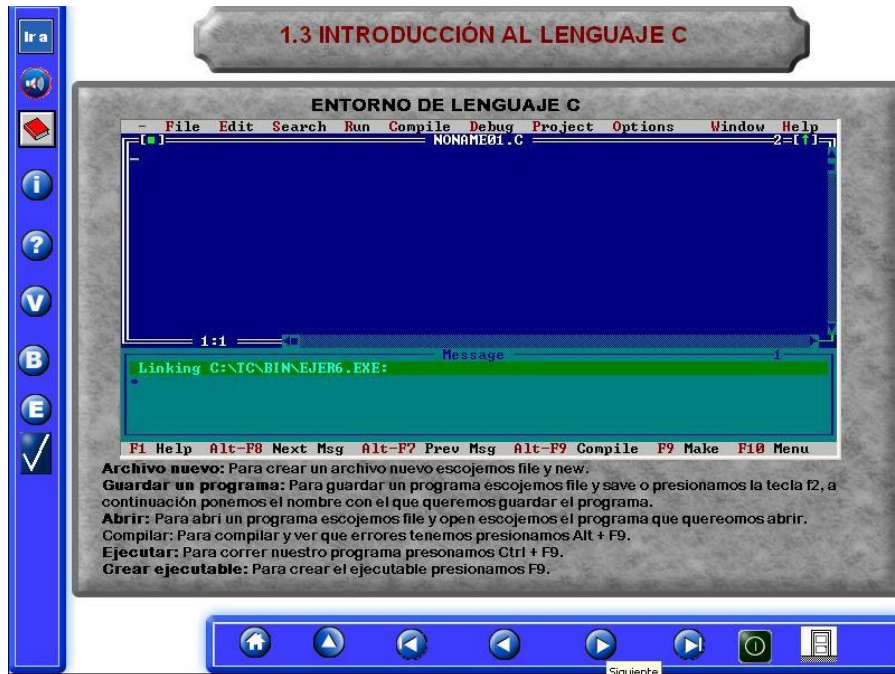 Ir a
1.3 INTRODUCCIÓN AL LENGUAJE C
ENTORNO DE LENGUAJE C
- File Edit Search Run Compile Debug Project Options Window Help
[■] NONAME01.C 2=[↑]
1:1
Message 1
Linking C:\TC\BIN\EJER6.EXE:
F1 Help Alt-F8 Next Msg Alt-F7 Prev Msg Alt-F9 Compile F9 Make F10 Menu
Archivo nuevo: Para crear un archivo nuevo escojemos file y new.
Guardar un programa: Para guardar un programa escojemos file y save o presionamos la tecla f2, a
continuación ponemos el nombre con el que queremos guardar el programa.
Abrir: Para abri un programa escojemos file y open escojemos el programa que quereomos abrir.
Compilar: Para compilar y ver que errores tenemos presionamos Alt + F9.
Ejecutar: Para correr nuestro programa presonamos Ctrl + F9.
Crear ejecutable: Para crear el ejecutable presionamos F9.
i
?
V
B
E
Siguiente